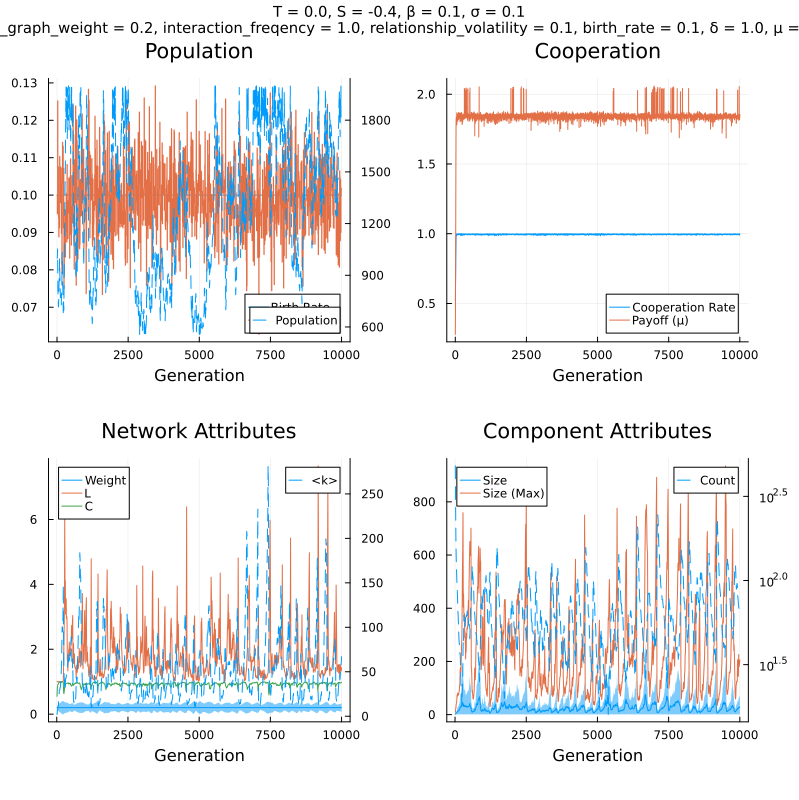 T = 0.0, S = -0.4, β = 0.1, σ = 0.1
_graph_weight = 0.2, interaction_freqency = 1.0, relationship_volatility = 0.1, birth_rate = 0.1, δ = 1.0, μ =
Population
Cooperation
0.13
0.12
0.11
0.10
0.09
0.08
0.07
1800
1500
1200
900
600
Birth Rate
Population
0
2500
5000
7500
10000
Generation
2.0
1.5
1.0
0.5
Cooperation Rate
Payoff (μ)
0
2500
5000
7500
10000
Generation
Network Attributes
Component Attributes
Weight
L
C
<k>
6
4
2
0
250
200
150
100
50
0
0
2500
5000
7500
10000
Generation
Size
Size (Max)
Count
800
600
400
200
0
10^2.5
10^2.0
10^1.5
0
2500
5000
7500
10000
Generation